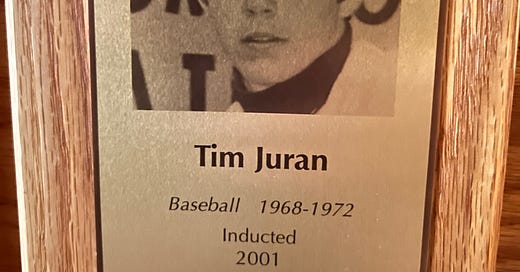 Tim Juran
Baseball 1968-1972
Inducted
2001